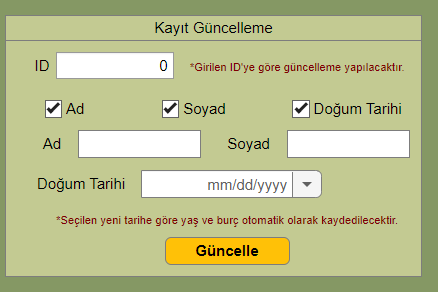 Kayıt Güncelleme
ID 0 *Girilen ID'ye göre güncelleme yapılacaktır.
Ad Soyad Doğum Tarihi
Ad Soyad
Doğum Tarihi mm/dd/yyyy
*Seçilen yeni tarihe göre yaş ve burç otomatik olarak kaydedilecektir.
Güncelle